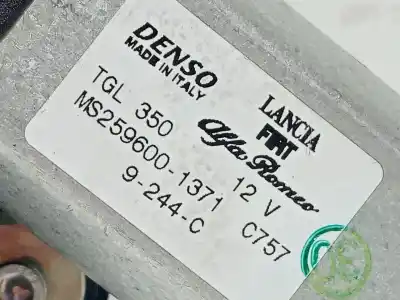 DENSO
MADE IN ITALY
LANCIA
FIAT
Alfa Romeo
TGL 350 12 V
MS259600-1371 C757
9-244-C